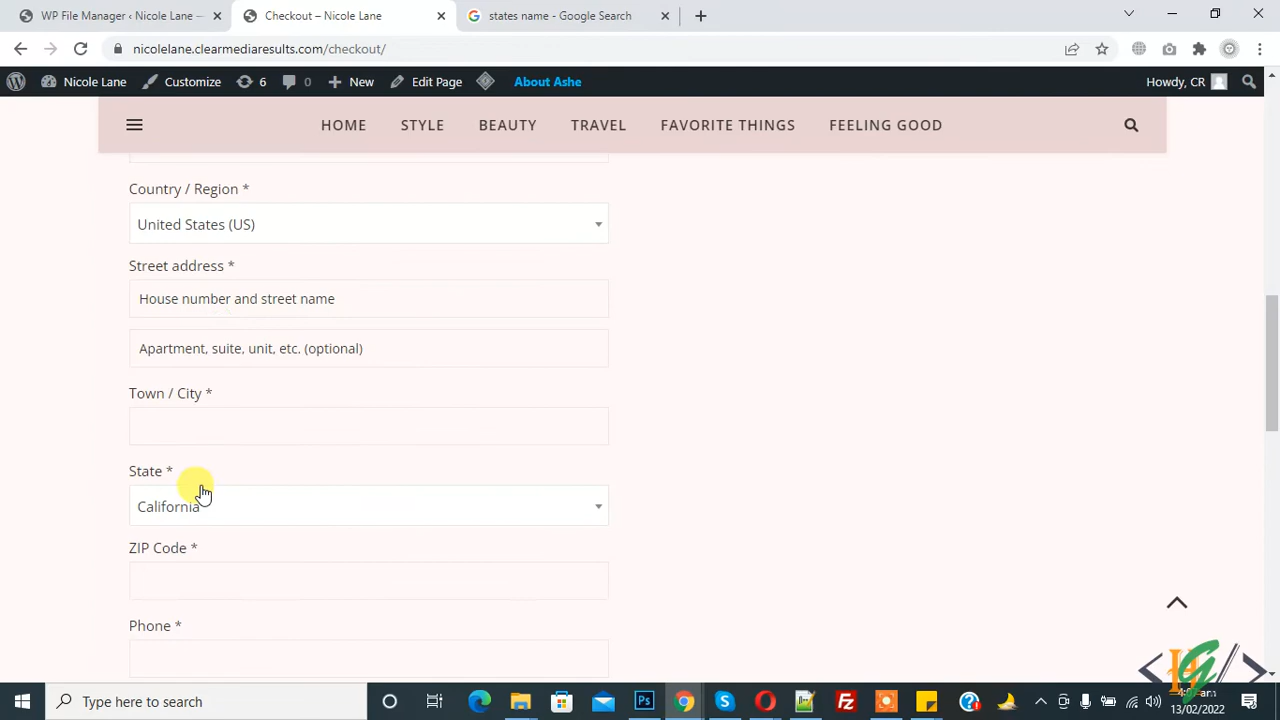 WP File Manager ‹ Nicole Lane —
Checkout – Nicole Lane
states name - Google Search
nicolelane.clearmediaresults.com/checkout/
Nicole Lane
Customize
6
0
New
Edit Page
About Ashe
Howdy, CR
HOME
STYLE
BEAUTY
TRAVEL
FAVORITE THINGS
FEELING GOOD
Country / Region *
United States (US)
Street address *
House number and street name
Apartment, suite, unit, etc. (optional)
Town / City *
State *
California
ZIP Code *
Phone *
Type here to search
13/02/2022